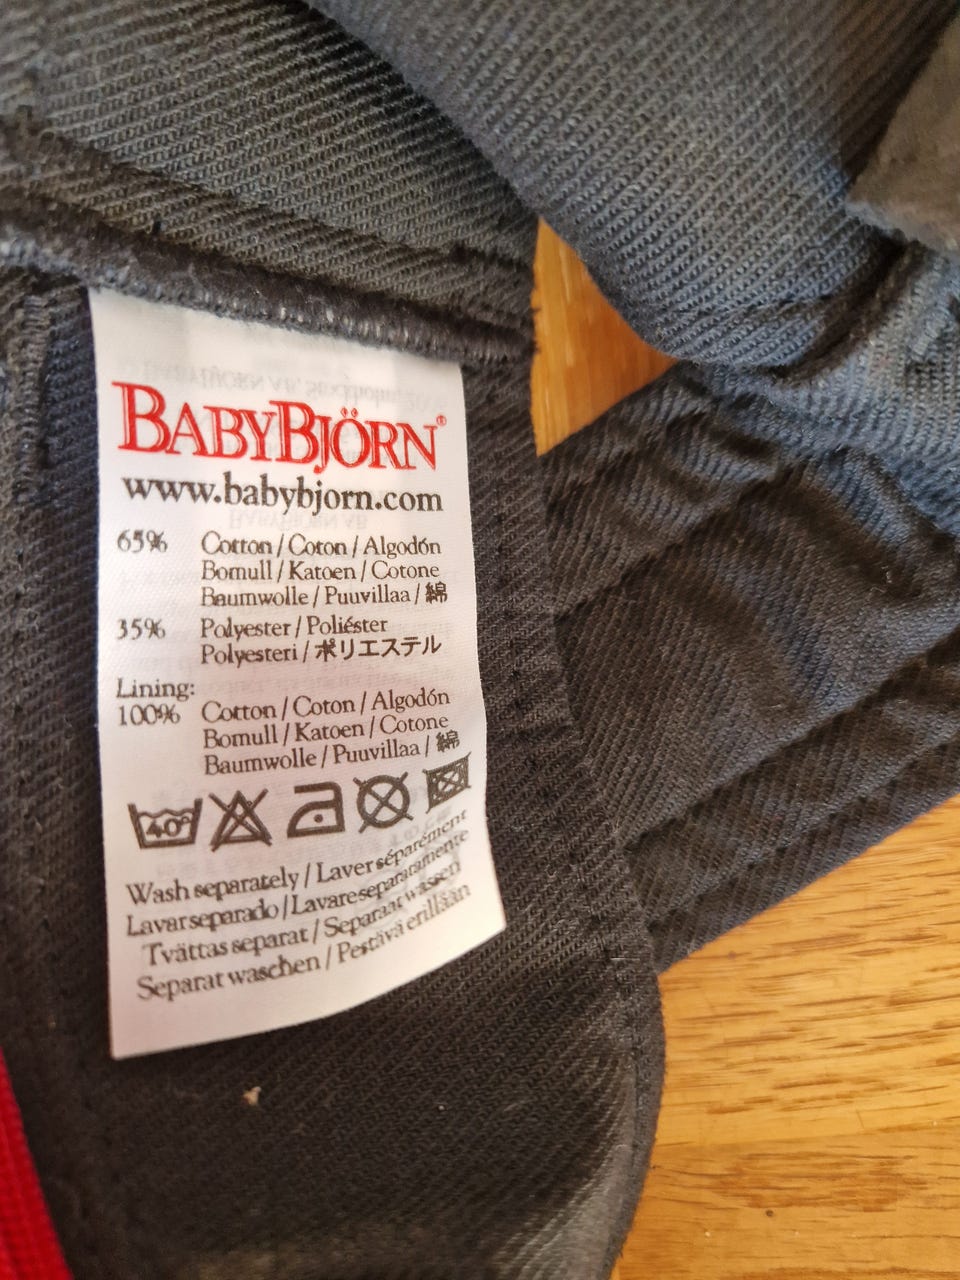 BABYBJÖRN®
www.babybjorn.com
65% Cotton / Coton / Algodón
Bomull / Katoen / Cotone
Baumwolle / Puuvillaa / 綿
35% Polyester / Poliéster
Polyesteri / ポリエステル
Lining:
100% Cotton / Coton / Algodón
Bomull / Katoen / Cotone
Baumwolle / Puuvillaa / 綿
40°
Wash separately / Laver séparément
Lavar separado / Lavare separatamente
Tvättas separat / Separaat wassen
Separat waschen / Pestävä erillään